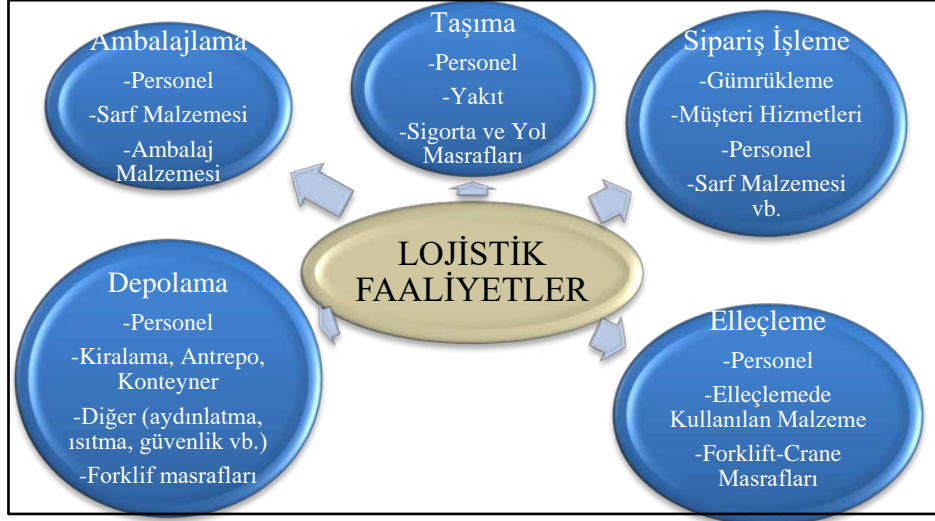 Ambalajlama
-Personel
-Sarf Malzemesi
-Ambalaj
Malzemesi
Taşıma
-Personel
-Yakıt
-Sigorta ve Yol
Masrafları
Sipariş İşleme
-Gümrükleme
-Müşteri Hizmetleri
-Personel
-Sarf Malzemesi
vb.
LOJİSTİK
FAALİYETLER
Depolama
-Personel
-Kiralama, Antrepo,
Konteyner
-Diğer (aydınlatma,
ısıtma, güvenlik vb.)
-Forklif masrafları
Elleçleme
-Personel
-Elleçlemede
Kullanılan Malzeme
-Forklift-Crane
Masrafları